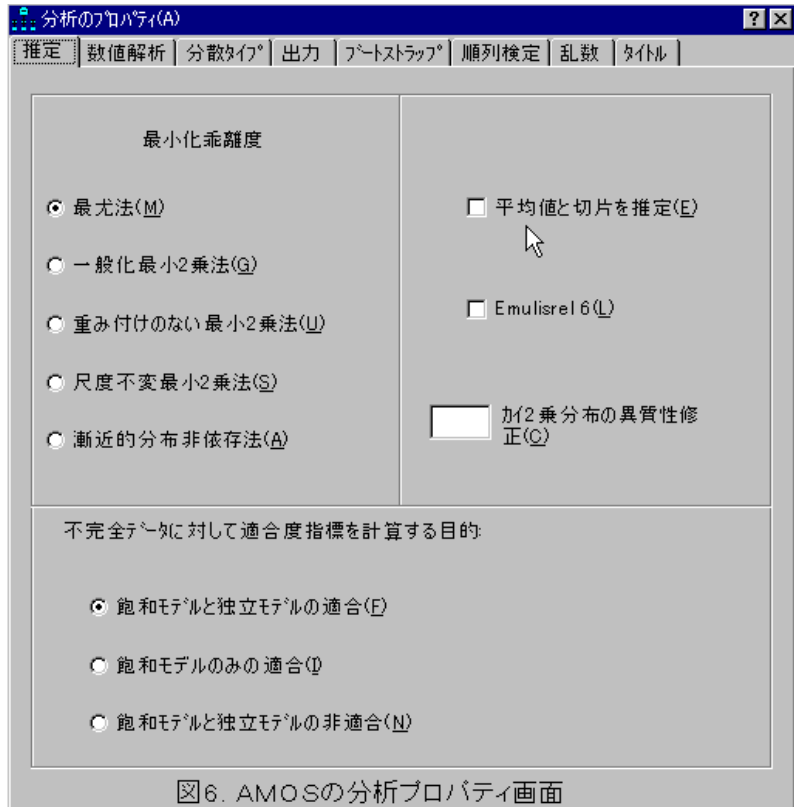 分析のプロパティ(A)
推定 数値解析 分散タイプ 出力 ブートストラップ 順列検定 乱数 タイトル
最小化乖離度
最尤法(M)
一般化最小2乗法(G)
重み付けのない最小2乗法(U)
尺度不変最小2乗法(S)
漸近的分布非依存法(A)
平均値と切片を推定(E)
Emulisrel 6(L)
カイ2乗分布の異質性修
正(C)
不完全データに対して適合度指標を計算する目的:
飽和モデルと独立モデルの適合(F)
飽和モデルのみの適合(I)
飽和モデルと独立モデルの非適合(N)
図6. AMOSの分析プロパティ画面